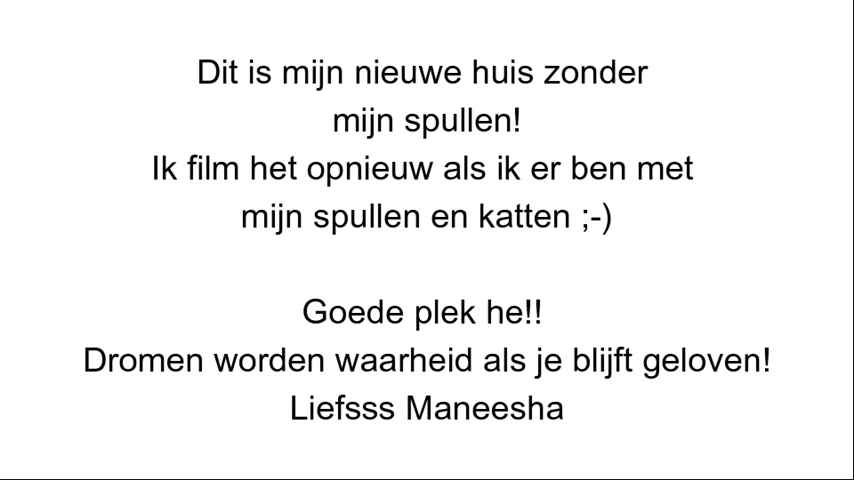 Dit is mijn nieuwe huis zonder
mijn spullen!
Ik film het opnieuw als ik er ben met
mijn spullen en katten ;-)
Goede plek he!!
Dromen worden waarheid als je blijft geloven!
Liefsss Maneesha